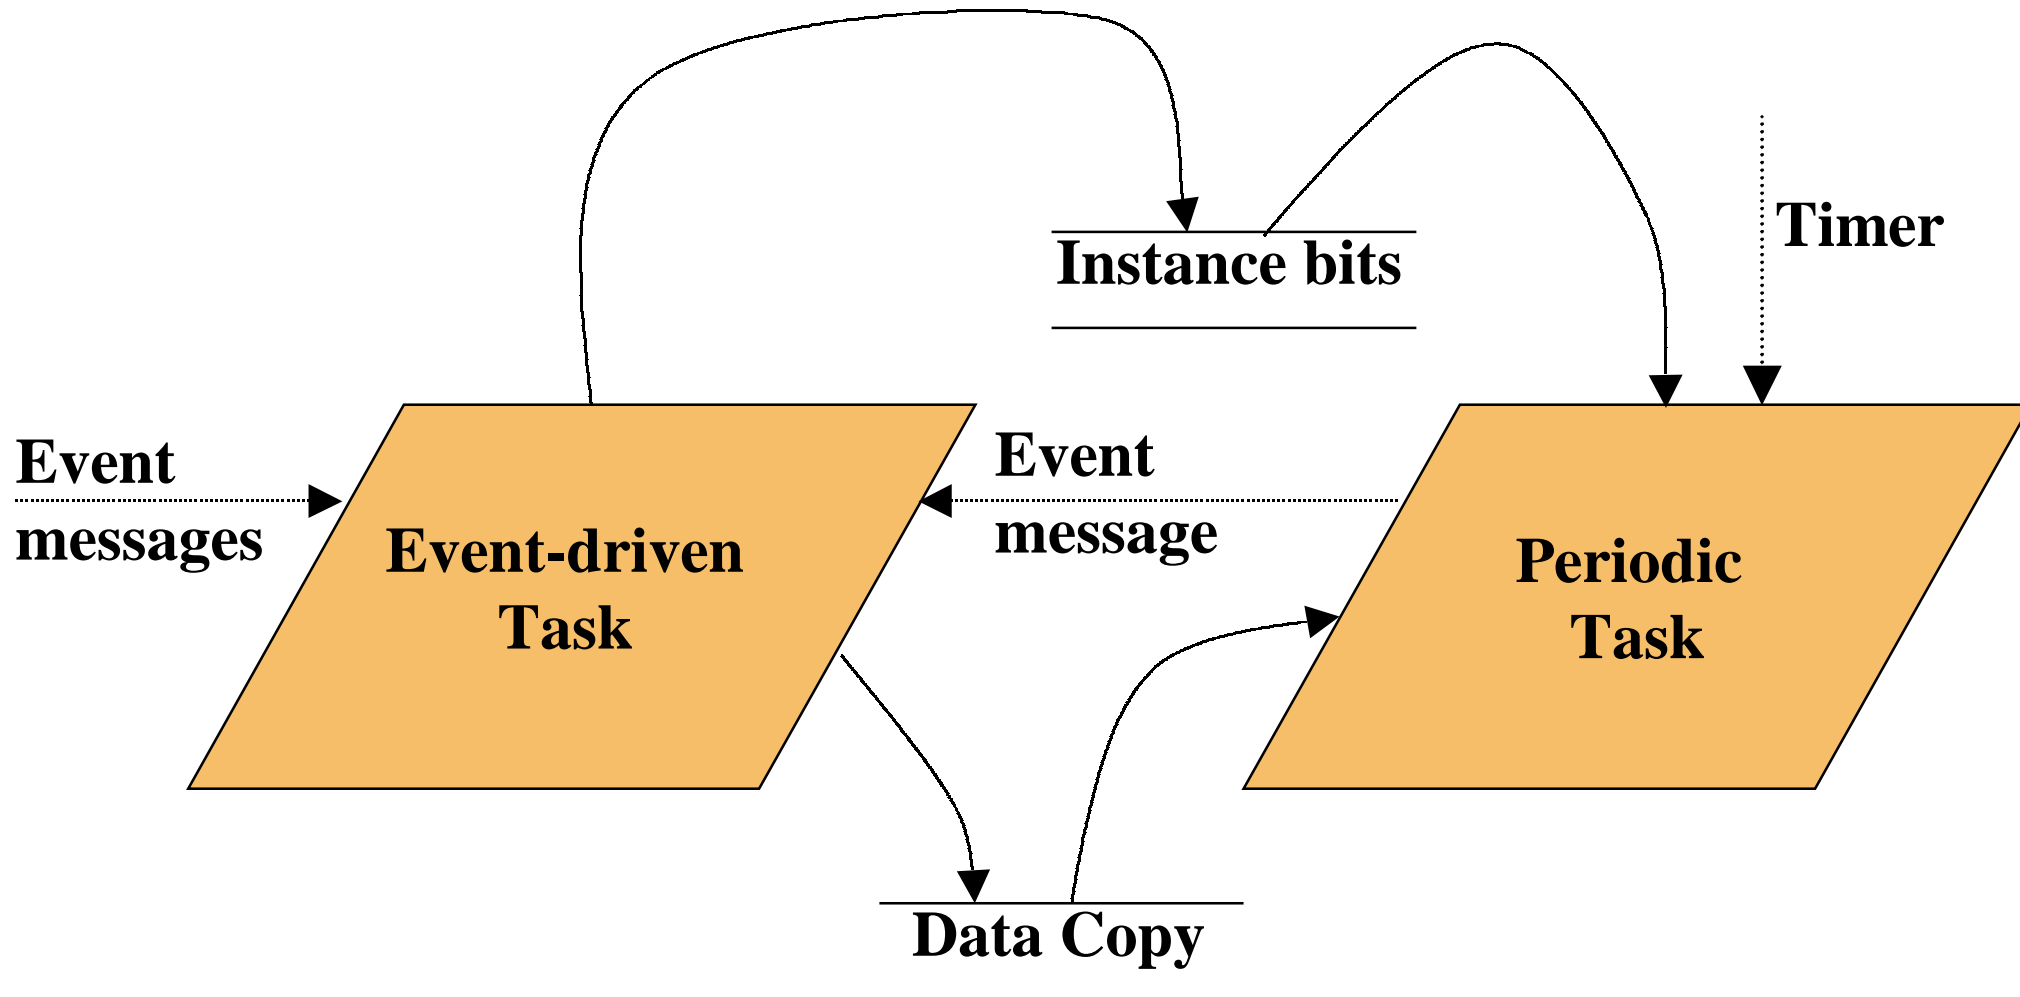 Timer
Instance bits
Event
messages
Event
message
Event-driven
Task
Periodic
Task
Data Copy